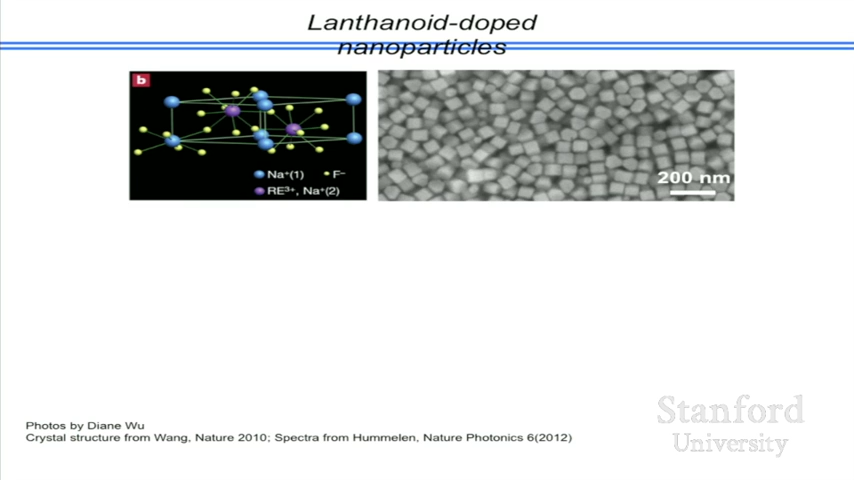 Lanthanoid-doped
nanoparticles
b
Na⁺(1) F⁻
RE³⁺, Na⁺(2)
200 nm
Photos by Diane Wu
Crystal structure from Wang, Nature 2010; Spectra from Hummelen, Nature Photonics 6(2012)
Stanford
University